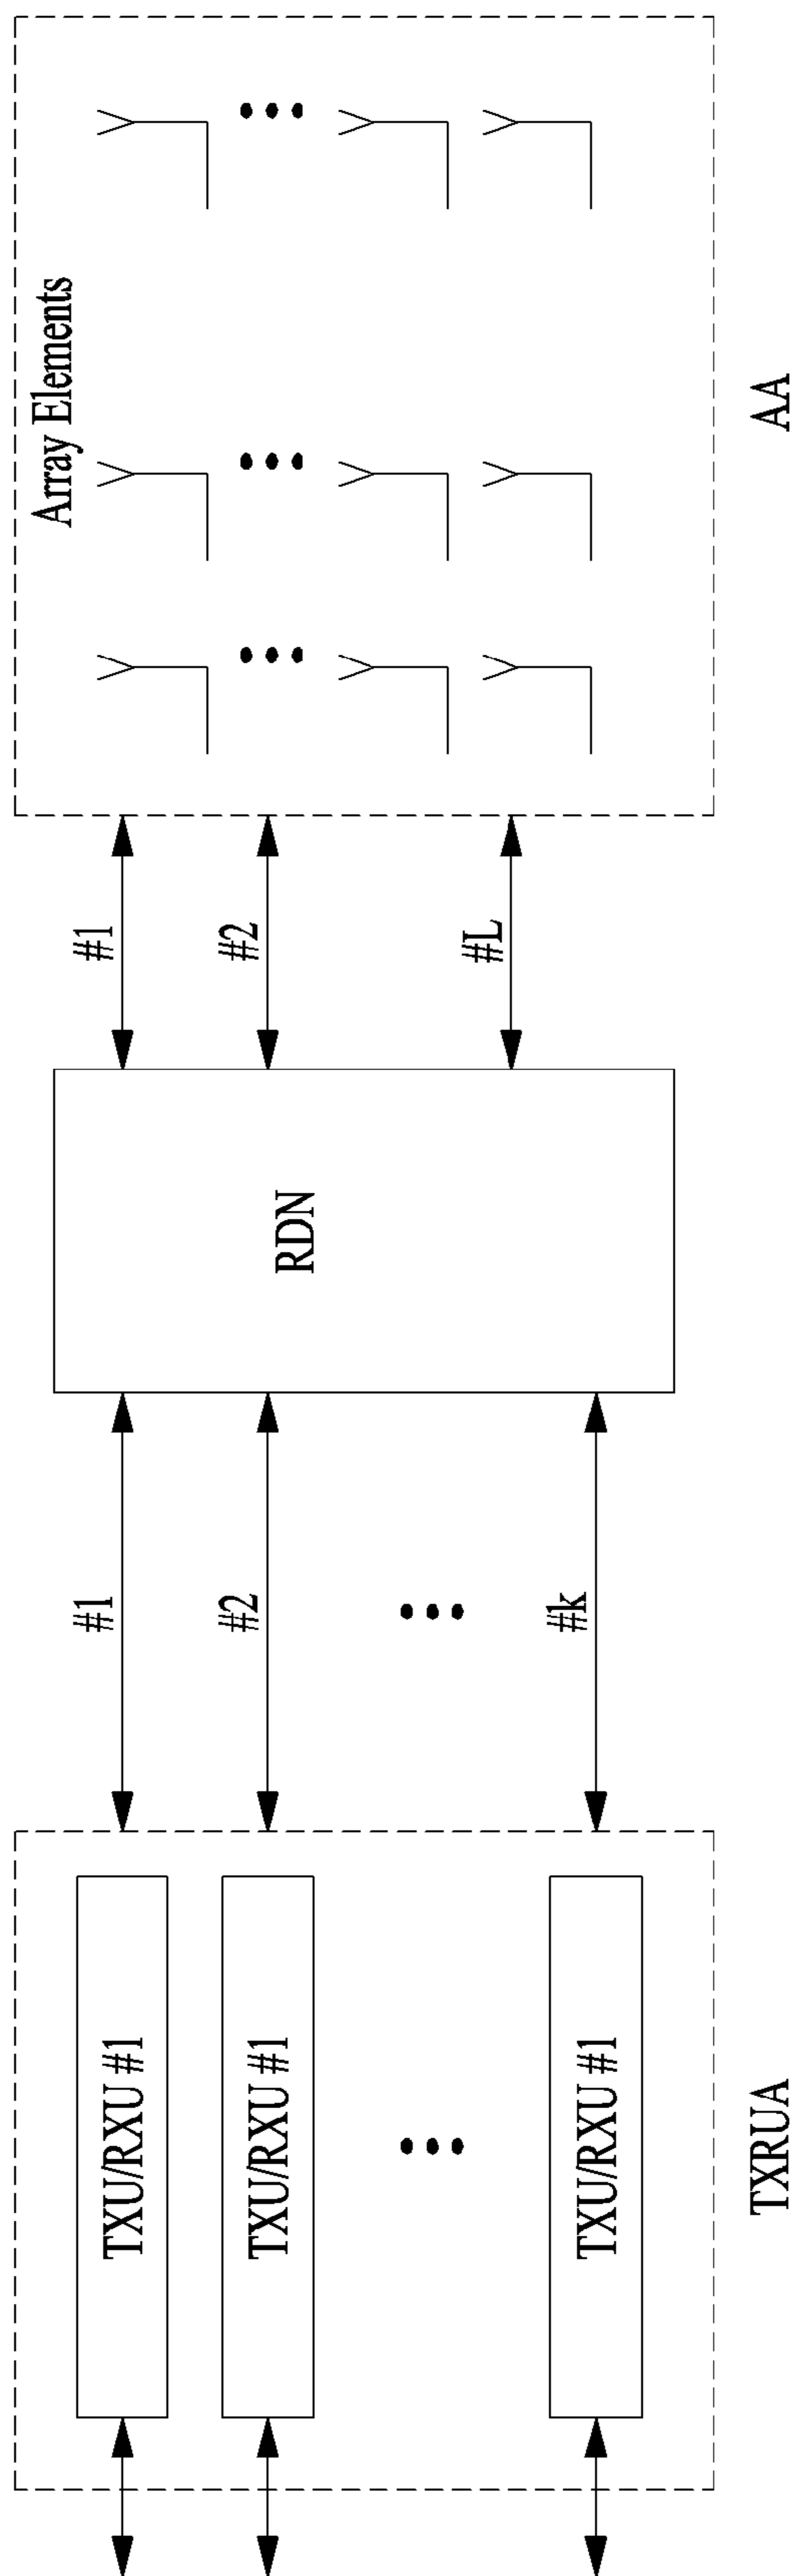 TXU/RXU #1
TXU/RXU #1
TXU/RXU #1
TXRUA
#1
#2
#k
RDN
#1
#2
#L
Array Elements
AA